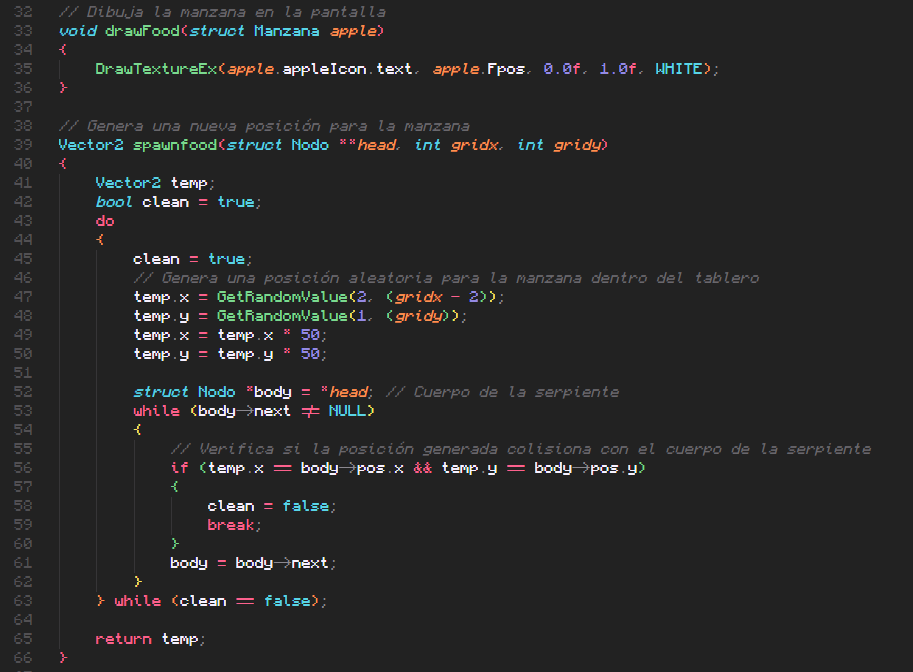 32 // Dibuja la manzana en la pantalla
33 void drawFood(struct Manzana apple)
34 {
35 DrawTextureEx(apple.appleIcon.text, apple.Fpos, 0.0f, 1.0f, WHITE);
36 }
37
38 // Genera una nueva posición para la manzana
39 Vector2 spawnfood(struct Nodo **head, int gridx, int gridy)
40 {
41 Vector2 temp;
42 bool clean = true;
43 do
44 {
45 clean = true;
46 // Genera una posición aleatoria para la manzana dentro del tablero
47 temp.x = GetRandomValue(2, (gridx - 2));
48 temp.y = GetRandomValue(1, (gridy));
49 temp.x = temp.x * 50;
50 temp.y = temp.y * 50;
51
52 struct Nodo *body = *head; // Cuerpo de la serpiente
53 while (body->next != NULL)
54 {
55 // Verifica si la posición generada colisiona con el cuerpo de la serpiente
56 if (temp.x == body->pos.x && temp.y == body->pos.y)
57 {
58 clean = false;
59 break;
60 }
61 body = body->next;
62 }
63 } while (clean == false);
64
65 return temp;
66 }